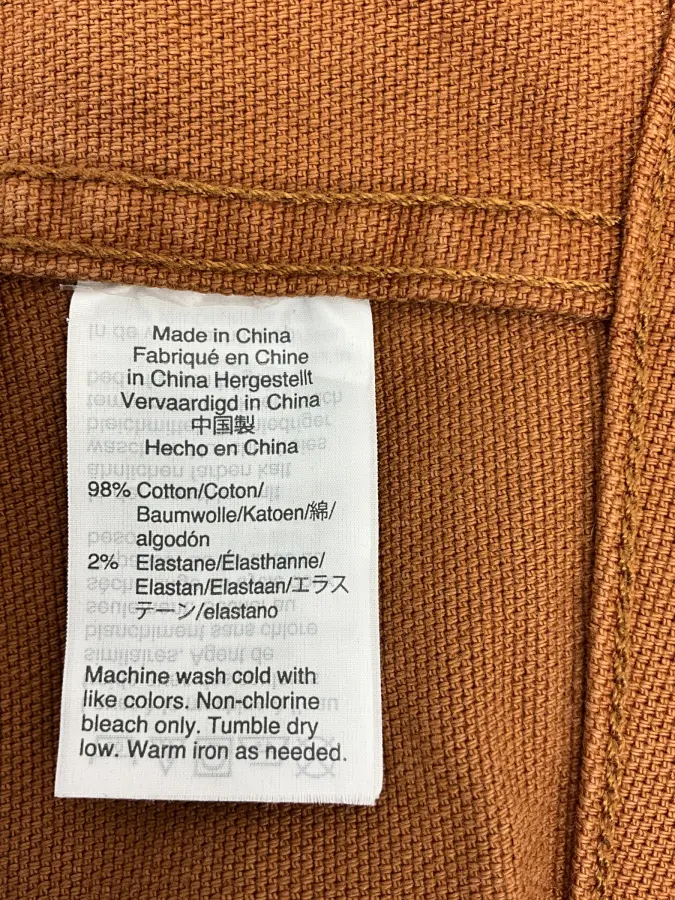 Made in China
Fabriqué en Chine
in China Hergestellt
Vervaardigd in China
中国製
Hecho en China
98% Cotton/Coton/
Baumwolle/Katoen/綿/
algodón
2% Elastane/Élasthanne/
Elastan/Elastaan/エラス
テーン/elastano
Machine wash cold with
like colors. Non-chlorine
bleach only. Tumble dry
low. Warm iron as needed.